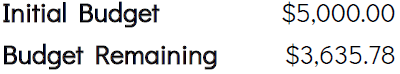 Initial Budget $5,000.00
Budget Remaining $3,635.78